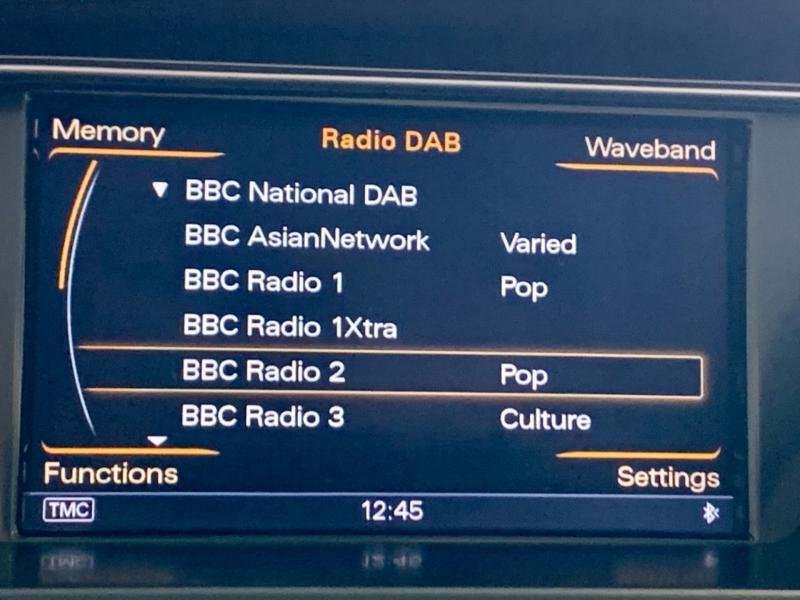 Memory
Radio DAB
Waveband
BBC National DAB
BBC AsianNetwork Varied
BBC Radio 1 Pop
BBC Radio 1Xtra
BBC Radio 2 Pop
BBC Radio 3 Culture
Functions
Settings
TMC
12:45